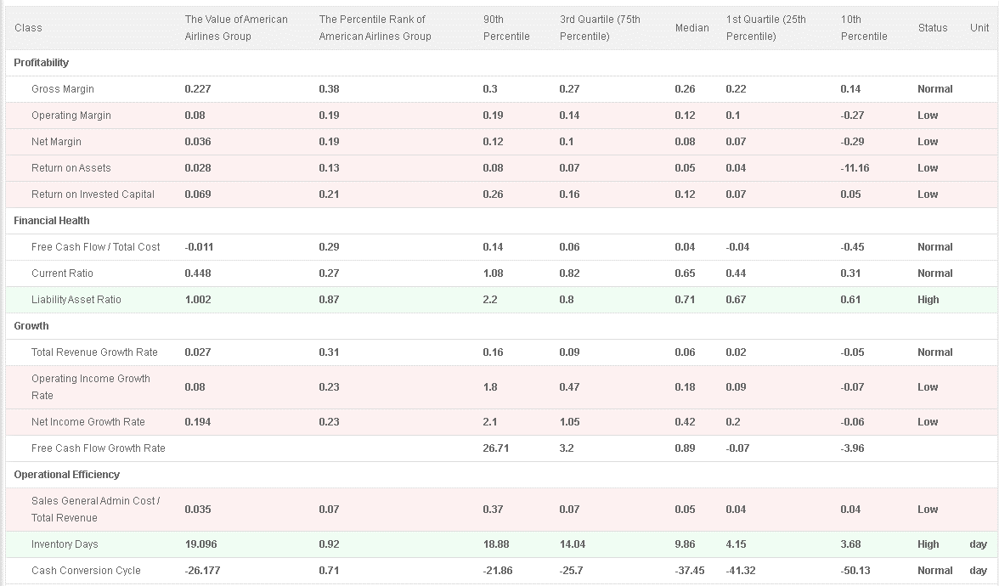 Class The Value of American Airlines Group The Percentile Rank of American Airlines Group 90th Percentile 3rd Quartile (75th Percentile) Median 1st Quartile (25th Percentile) 10th Percentile Status Unit
Profitability
Gross Margin 0.227 0.38 0.3 0.27 0.26 0.22 0.14 Normal
Operating Margin 0.08 0.19 0.19 0.14 0.12 0.1 -0.27 Low
Net Margin 0.036 0.19 0.12 0.1 0.08 0.07 -0.29 Low
Return on Assets 0.028 0.13 0.08 0.07 0.05 0.04 -11.16 Low
Return on Invested Capital 0.069 0.21 0.26 0.16 0.12 0.07 0.05 Low
Financial Health
Free Cash Flow / Total Cost -0.011 0.29 0.14 0.06 0.04 -0.04 -0.45 Normal
Current Ratio 0.448 0.27 1.08 0.82 0.65 0.44 0.31 Normal
Liability Asset Ratio 1.002 0.87 2.2 0.8 0.71 0.67 0.61 High
Growth
Total Revenue Growth Rate 0.027 0.31 0.16 0.09 0.06 0.02 -0.05 Normal
Operating Income Growth Rate 0.08 0.23 1.8 0.47 0.18 0.09 -0.07 Low
Net Income Growth Rate 0.194 0.23 2.1 1.05 0.42 0.2 -0.06 Low
Free Cash Flow Growth Rate 26.71 3.2 0.89 -0.07 -3.96
Operational Efficiency
Sales General Admin Cost / Total Revenue 0.035 0.07 0.37 0.07 0.05 0.04 0.04 Low
Inventory Days 19.096 0.92 18.88 14.04 9.86 4.15 3.68 High day
Cash Conversion Cycle -26.177 0.71 -21.86 -25.7 -37.45 -41.32 -50.13 Normal day